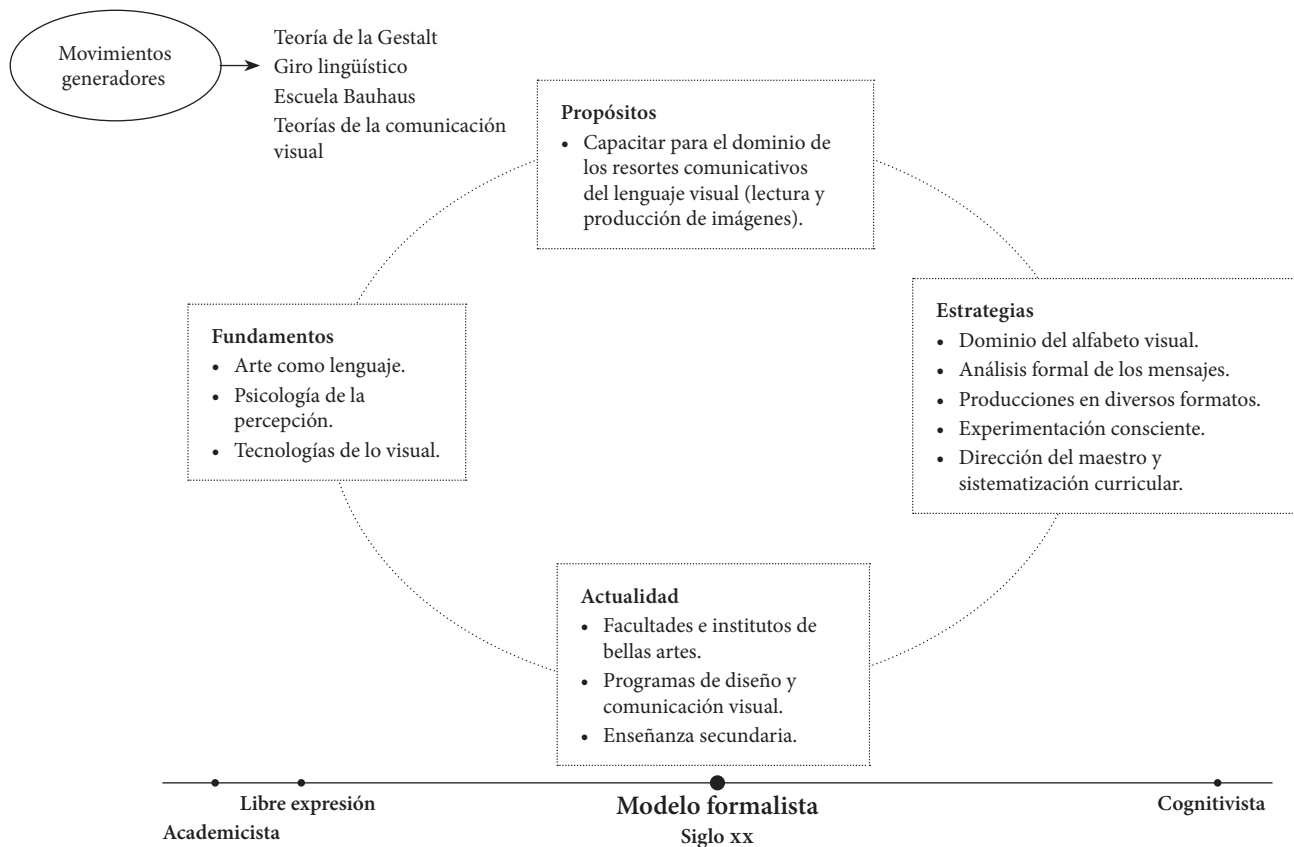 Movimientos
generadores
Teoría de la Gestalt
Giro lingüístico
Escuela Bauhaus
Teorías de la comunicación
visual
Propósitos
• Capacitar para el dominio de
los resortes comunicativos
del lenguaje visual (lectura y
producción de imágenes).
Fundamentos
• Arte como lenguaje.
• Psicología de la
percepción.
• Tecnologías de lo visual.
Estrategias
• Dominio del alfabeto visual.
• Análisis formal de los mensajes.
• Producciones en diversos formatos.
• Experimentación consciente.
• Dirección del maestro y
sistematización curricular.
Actualidad
• Facultades e institutos de
bellas artes.
• Programas de diseño y
comunicación visual.
• Enseñanza secundaria.
Academicista
Libre expresión
Modelo formalista
Siglo XX
Cognitivista